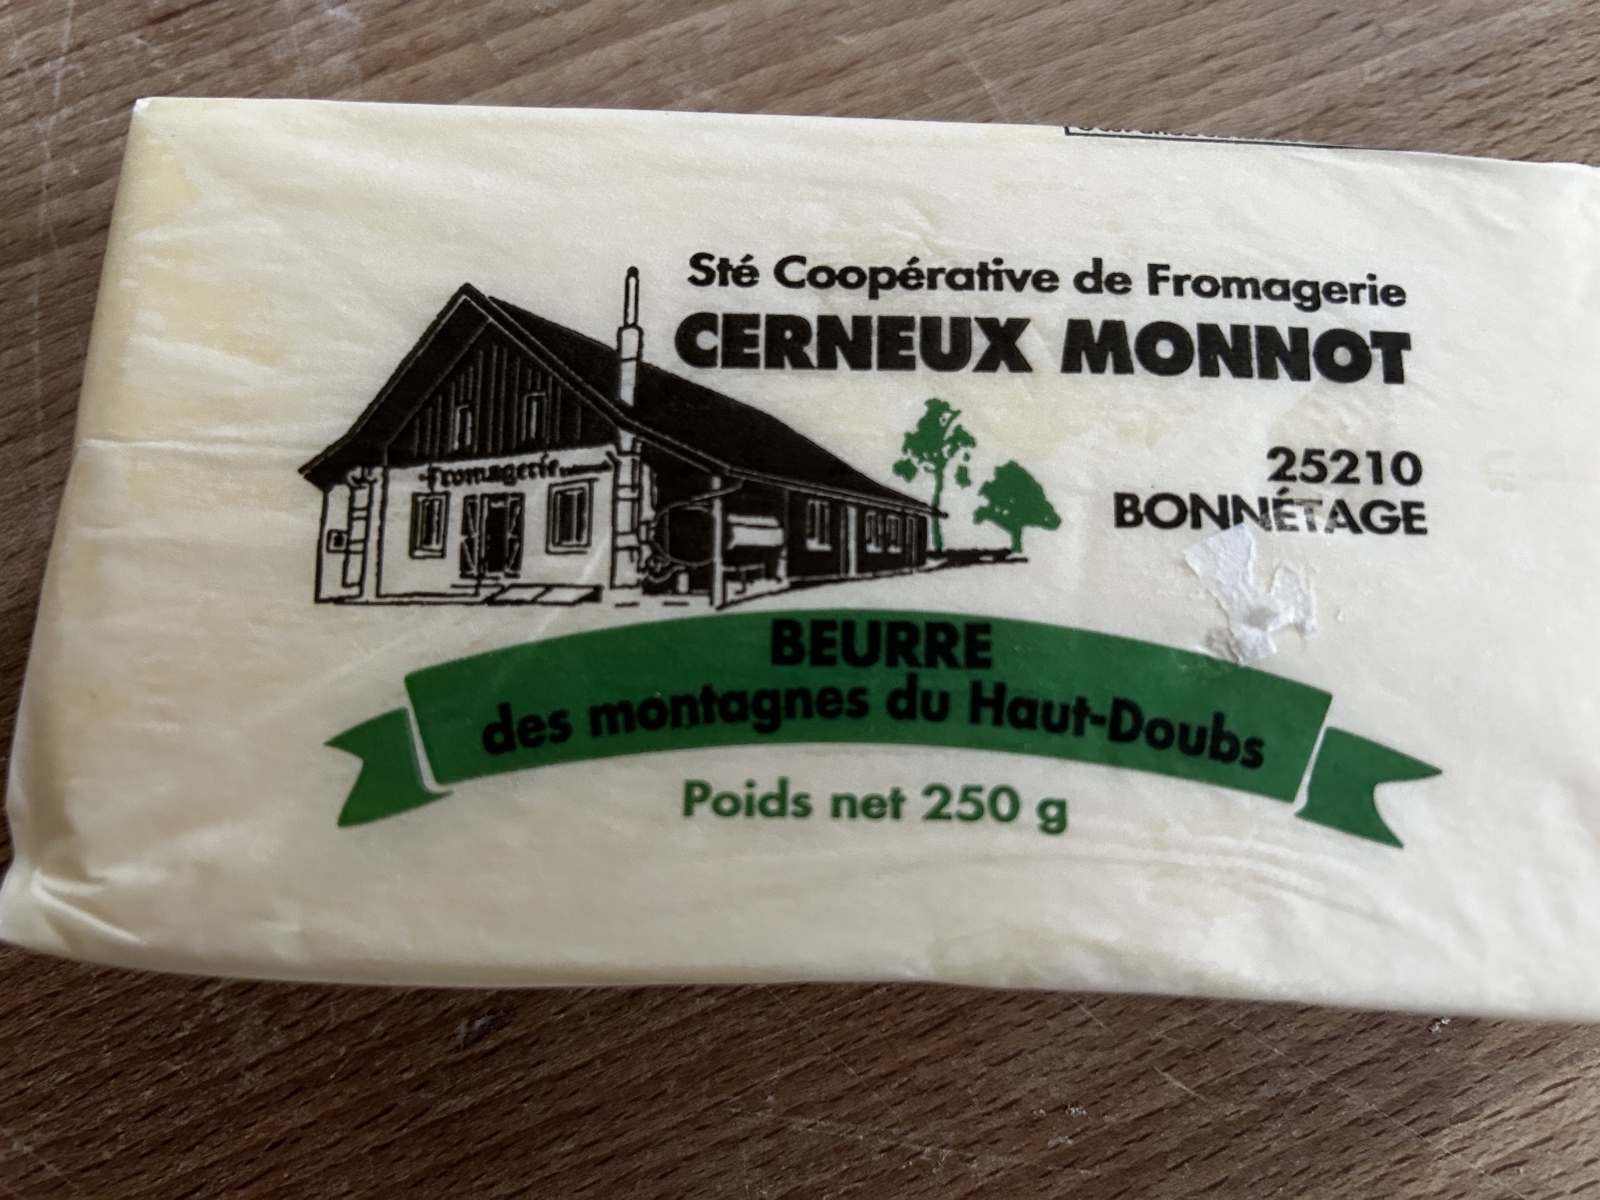 Sté Coopérative de Fromagerie
CERNEUX MONNOT
25210
BONNÉTAGE
Fromagerie
BEURRE
des montagnes du Haut-Doubs
Poids net 250 g